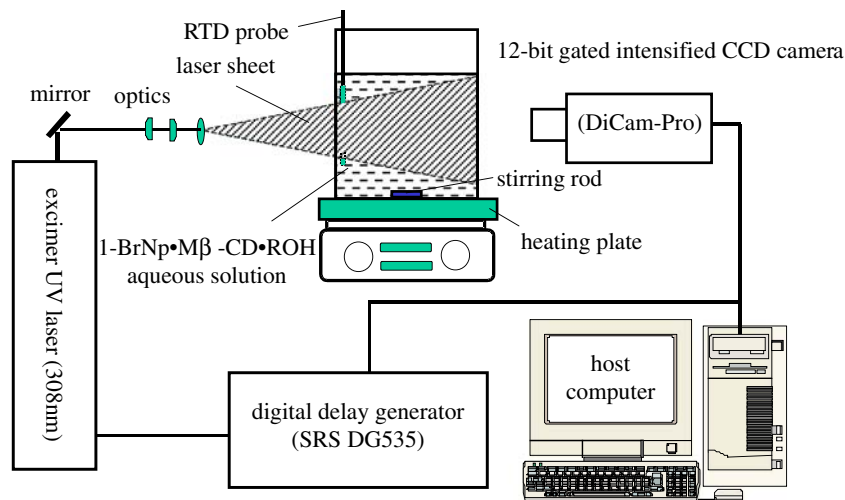 RTD probe
laser sheet
12-bit gated intensified CCD camera
mirror
optics
(DiCam-Pro)
stirring rod
1-BrNp•Mβ -CD•ROH
aqueous solution
heating plate
excimer UV
laser (308nm)
digital delay generator
(SRS DG535)
host
computer